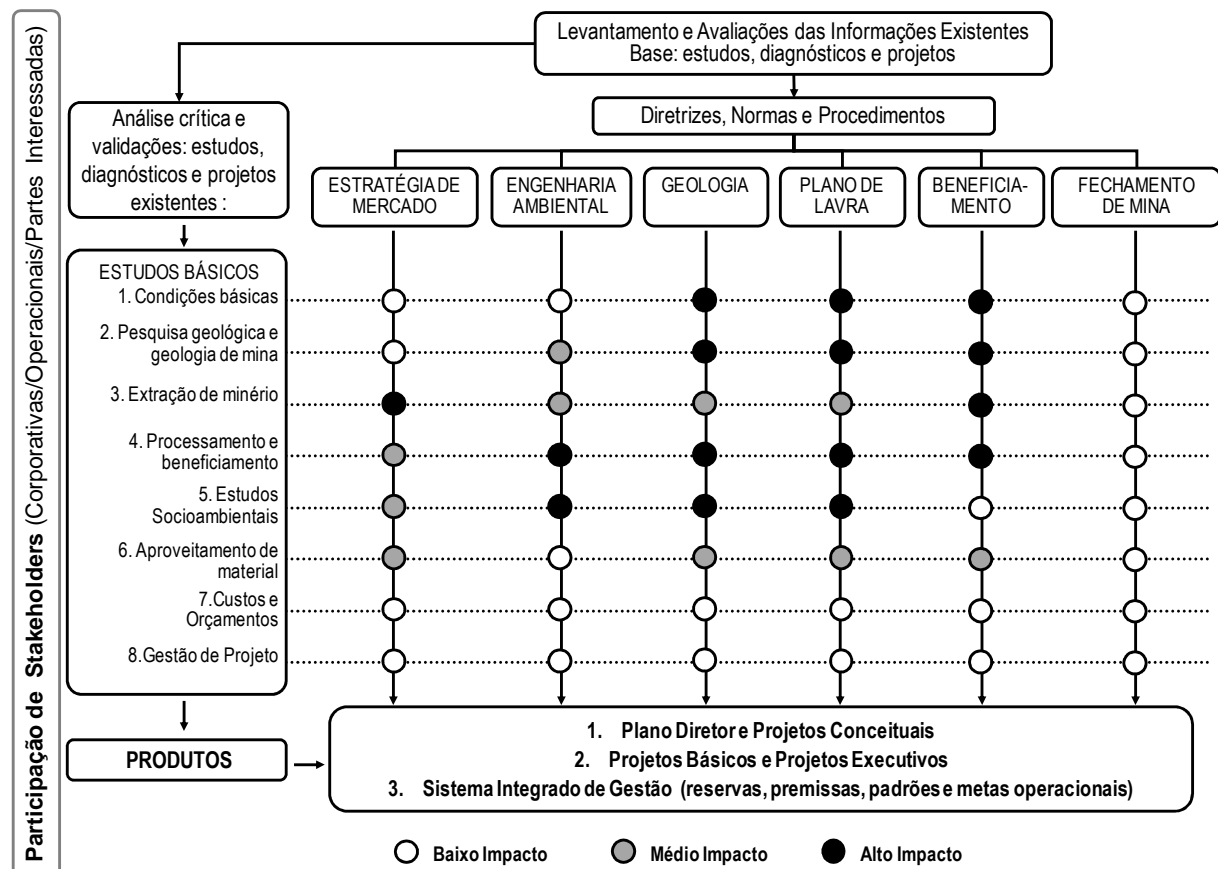 Participação de Stakeholders (Corporativas/Operacionais/Partes Interessadas)
Levantamento e Avaliações das Informações Existentes
Base: estudos, diagnósticos e projetos
Análise crítica e
validações: estudos,
diagnósticos e projetos
existentes :
Diretrizes, Normas e Procedimentos
ESTRATÉGIA DE
MERCADO
ENGENHARIA
AMBIENTAL
GEOLOGIA
PLANO DE
LAVRA
BENEFICIA-
MENTO
FECHAMENTO
DE MINA
ESTUDOS BÁSICOS
1. Condições básicas
2. Pesquisa geológica e
geologia de mina
3. Extração de minério
4. Processamento e
beneficiamento
5. Estudos
Socioambientais
6. Aproveitamento de
material
7.Custos e
Orçamentos
8.Gestão de Projeto
PRODUTOS
1. Plano Diretor e Projetos Conceituais
2. Projetos Básicos e Projetos Executivos
3. Sistema Integrado de Gestão (reservas, premissas, padrões e metas operacionais)
Baixo Impacto
Médio Impacto
Alto Impacto